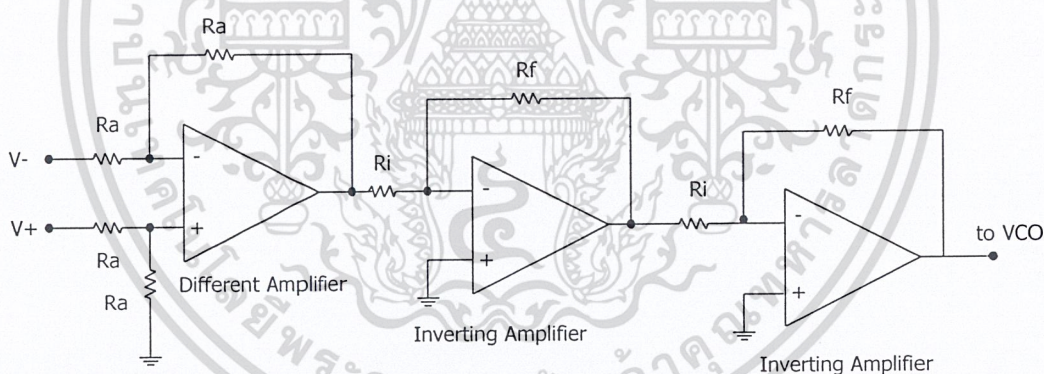 Ra
Rf
Rf
Ra
V-
Ri
Ri
V+
to VCO
Ra
Ra
Different Amplifier
Inverting Amplifier
Inverting Amplifier